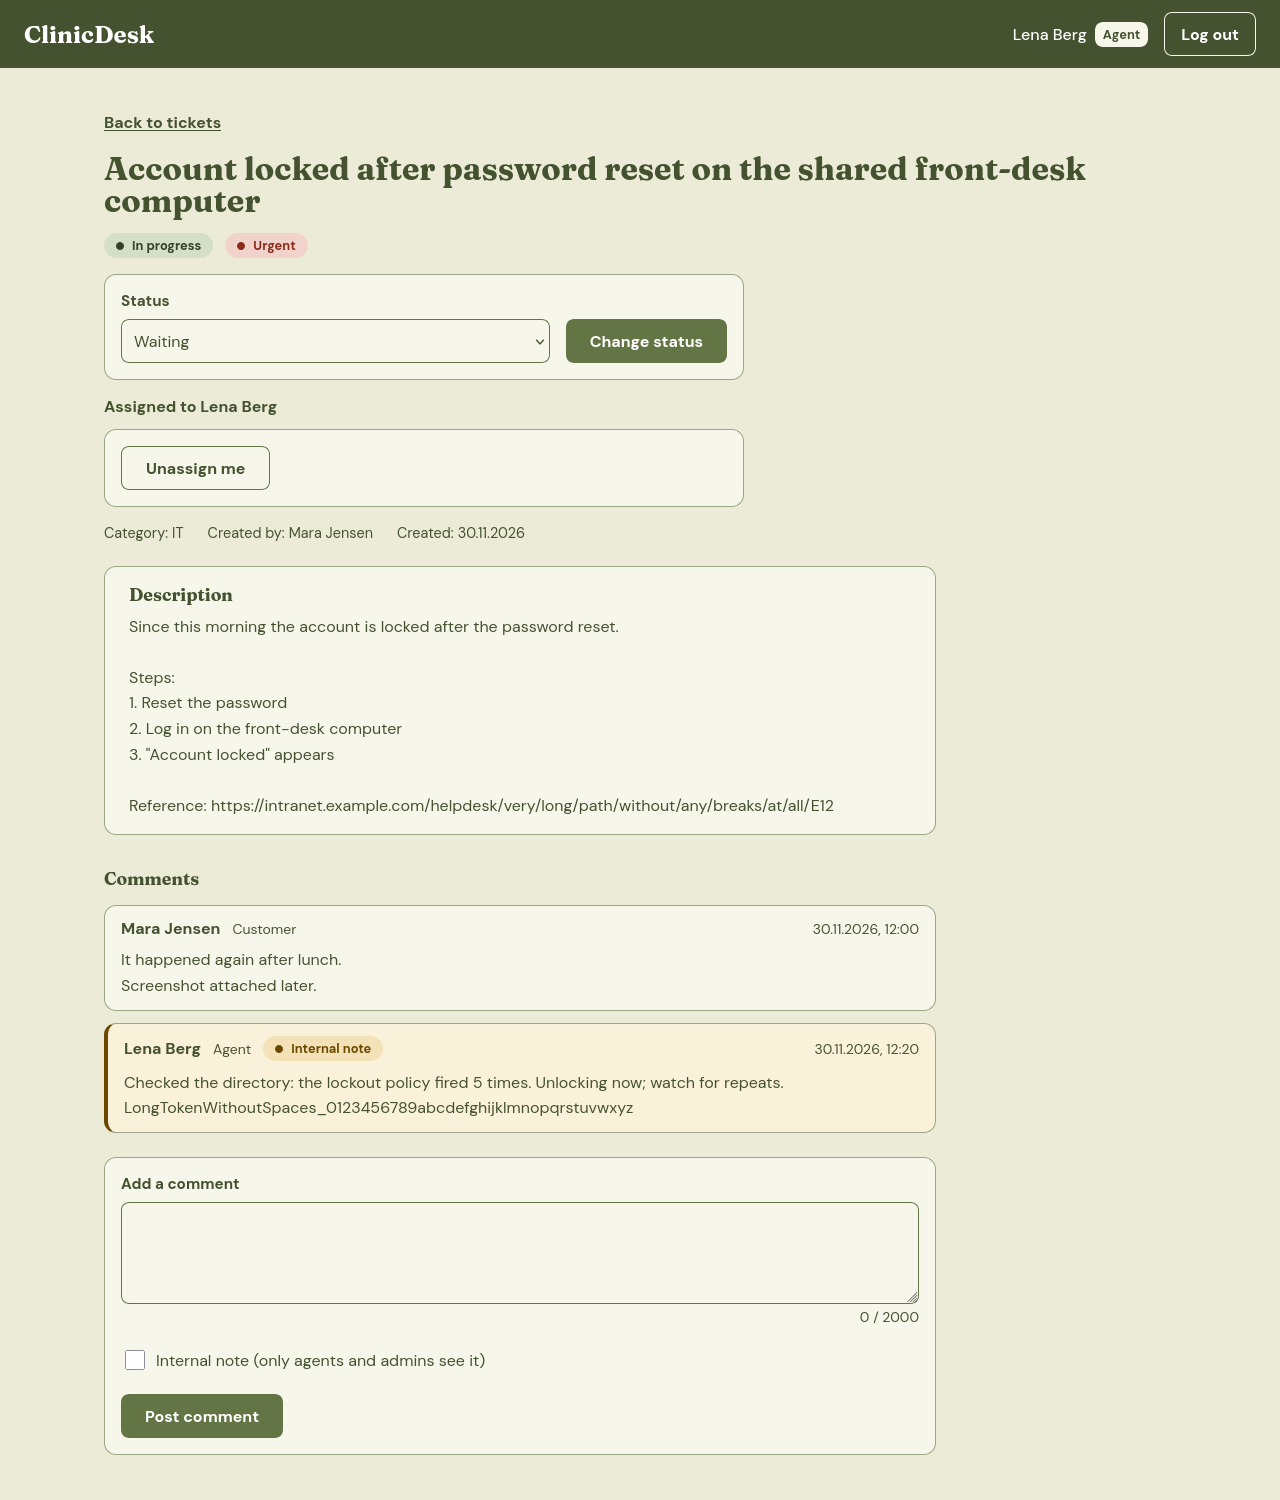 ClinicDesk
Lena Berg Agent Log out
Back to tickets
Account locked after password reset on the shared front-desk
computer
In progress Urgent
Status
Waiting Change status
Assigned to Lena Berg
Unassign me
Category: IT Created by: Mara Jensen Created: 30.11.2026
Description
Since this morning the account is locked after the password reset.
Steps:
1. Reset the password
2. Log in on the front-desk computer
3. "Account locked" appears
Reference: https://intranet.example.com/helpdesk/very/long/path/without/any/breaks/at/all/E12
Comments
Mara Jensen Customer 30.11.2026, 12:00
It happened again after lunch.
Screenshot attached later.
Lena Berg Agent Internal note 30.11.2026, 12:20
Checked the directory: the lockout policy fired 5 times. Unlocking now; watch for repeats.
LongTokenWithoutSpaces_0123456789abcdefghijklmnopqrstuvwxyz
Add a comment
0 / 2000
Internal note (only agents and admins see it)
Post comment